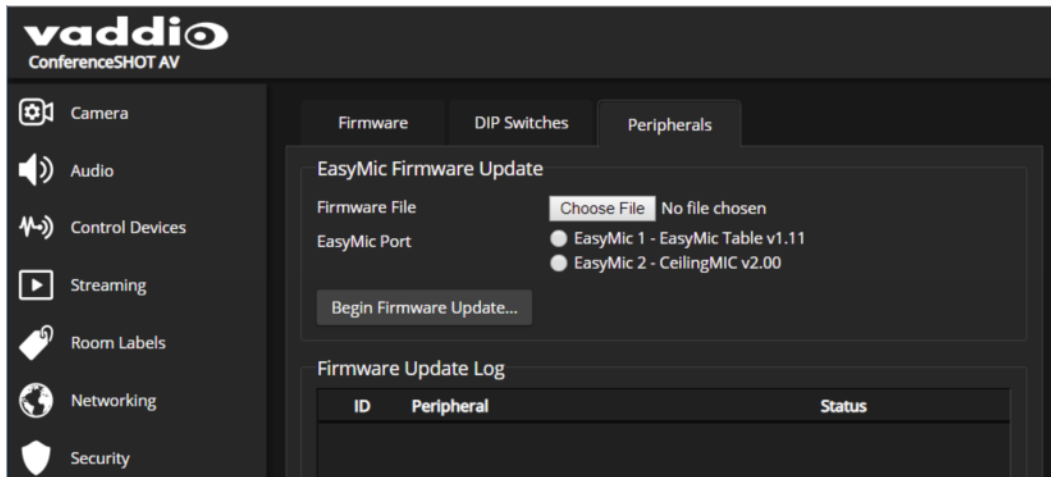 vaddio
ConferenceSHOT AV
Camera
Audio
Control Devices
Streaming
Room Labels
Networking
Security
Firmware DIP Switches Peripherals
EasyMic Firmware Update
Firmware File Choose File No file chosen
EasyMic Port EasyMic 1 - EasyMic Table v1.11
EasyMic 2 - CeilingMIC v2.00
Begin Firmware Update...
Firmware Update Log
ID Peripheral Status